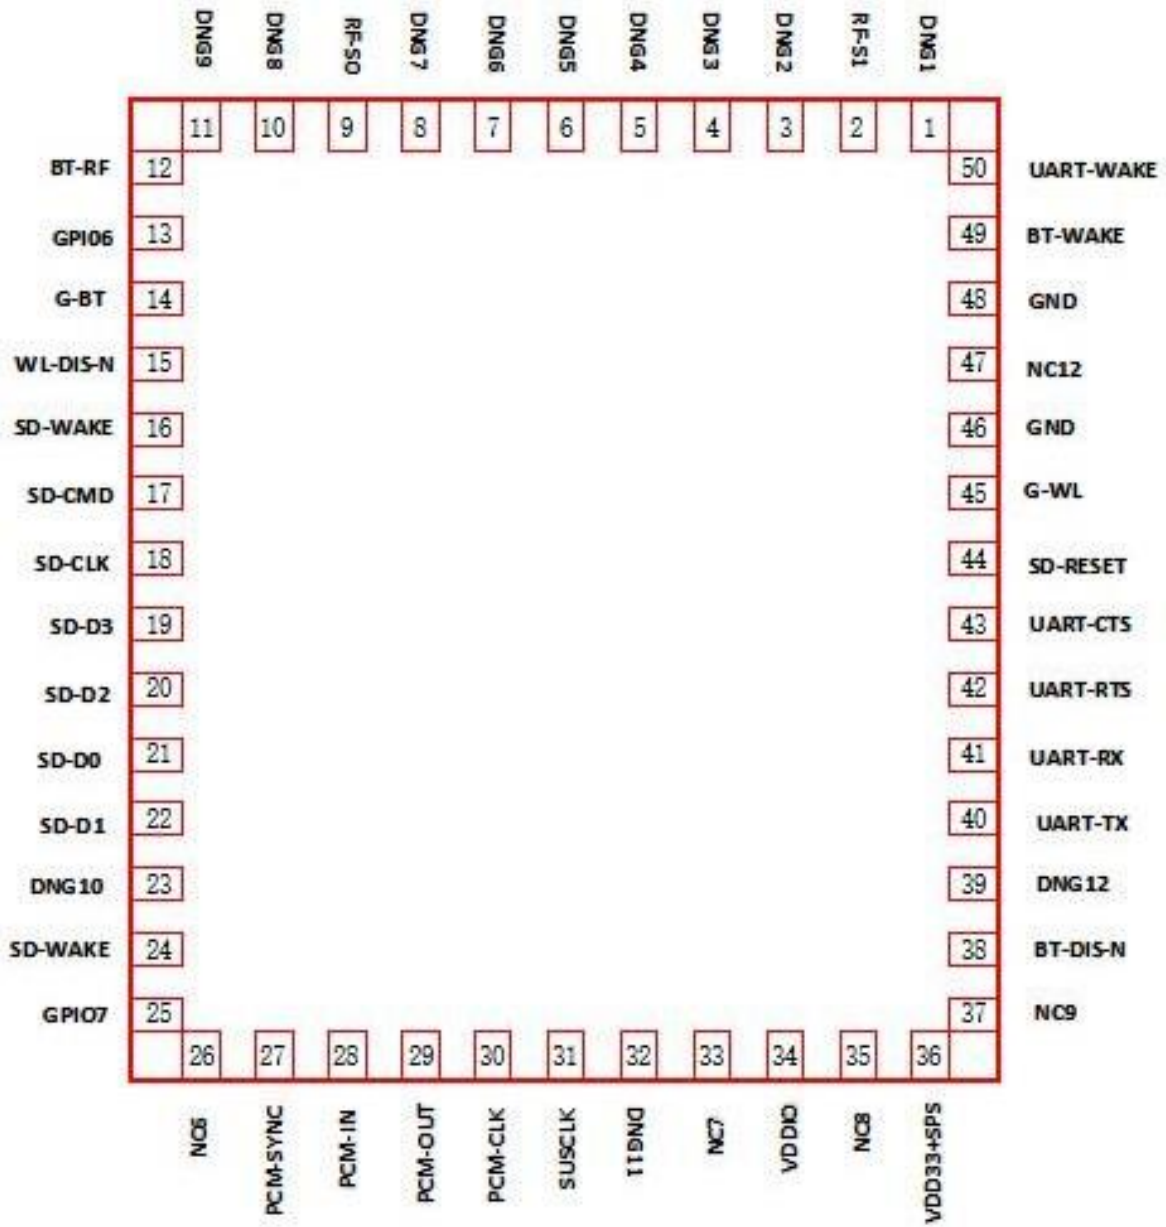 DNG9 DNG8 RF-S0 DNG7 DNG6 DNG5 DNG4 DNG3 DNG2 RF-S1 DNG1
11 10 9 8 7 6 5 4 3 2 1
BT-RF 12 50 UART-WAKE
GPI06 13 49 BT-WAKE
G-BT 14 48 GND
WL-DIS-N 15 47 NC12
SD-WAKE 16 46 GND
SD-CMD 17 45 G-WL
SD-CLK 18 44 SD-RESET
SD-D3 19 43 UART-CTS
SD-D2 20 42 UART-RTS
SD-D0 21 41 UART-RX
SD-D1 22 40 UART-TX
DNG10 23 39 DNG12
SD-WAKE 24 38 BT-DIS-N
GPIO7 25 37 NC9
26 27 28 29 30 31 32 33 34 35 36
NC6 PCM-SYNC PCM-IN PCM-OUT PCM-CLK SUSCLK DNG11 NC7 VDDIO NC8 VDD33+SPS